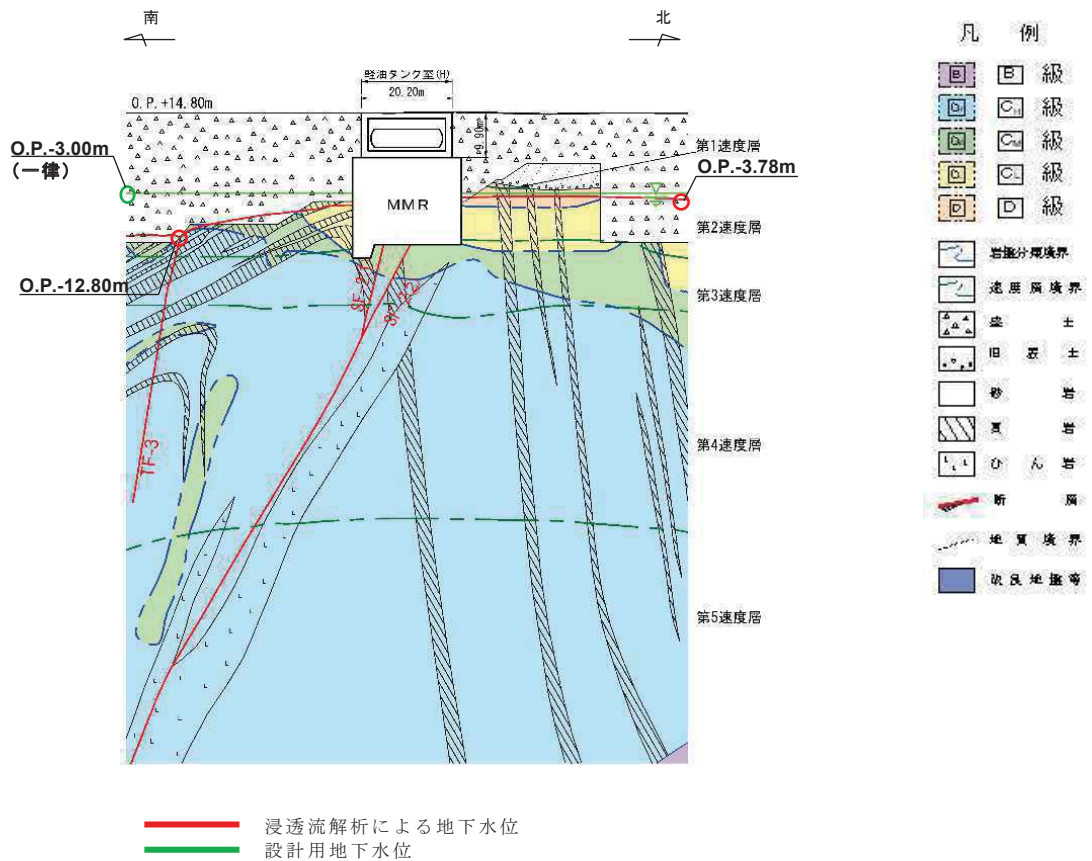 南
北
軽油タンク室(H)
20.20m
O.P.+14.80m
9.90m
O.P.-3.00m
(一律)
第1速度層
O.P.-3.78m
MMR
第2速度層
O.P.-12.80m
第3速度層
TF-3
第4速度層
第5速度層
凡 例
B B 級
CH 級
CM 級
CL 級
D D 級
岩盤分類境界
速度層境界
盛 土
旧 表 土
砂 岩
頁 岩
ひ ん 岩
断 層
地 質 境 界
改 良 地 盤 等
浸透流解析による地下水位
設計用地下水位